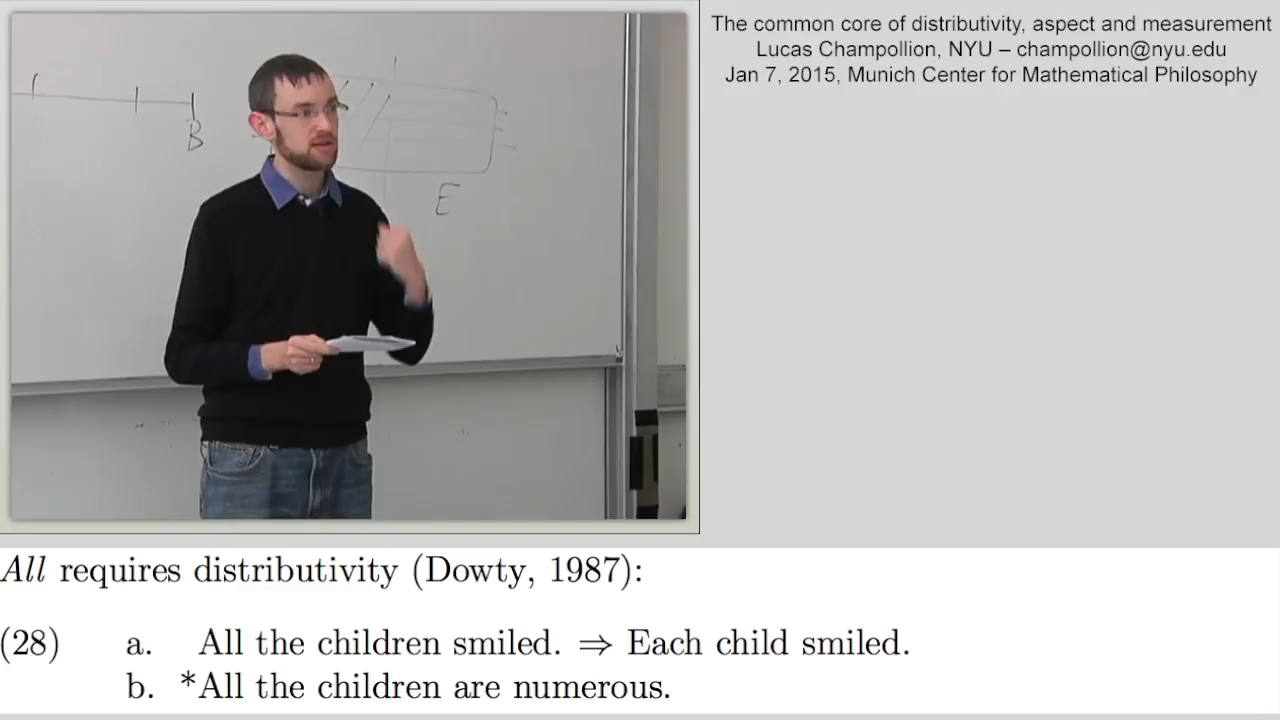 The common core of distributivity, aspect and measurement
Lucas Champollion, NYU – champollion@nyu.edu
Jan 7, 2015, Munich Center for Mathematical Philosophy
B
E
All requires distributivity (Dowty, 1987):
(28) a. All the children smiled. ⇒ Each child smiled.
b. *All the children are numerous.